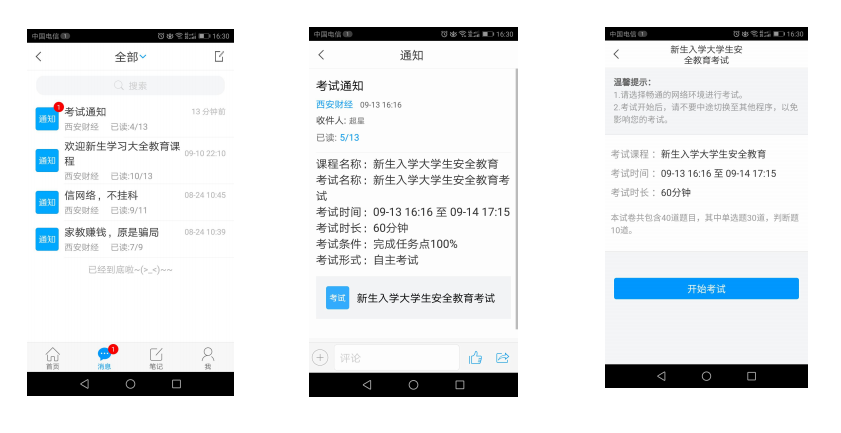 中国电信 HD
16:30
全部
搜索
1
通知
考试通知
13 分钟前
西安财经 已读:4/13
通知
欢迎新生学习大全教育课
程
09-10 22:10
西安财经 已读:10/13
通知
信网络，不挂科
08-24 10:45
西安财经 已读:9/11
通知
家教赚钱，原是骗局
08-24 10:39
西安财经 已读:7/9
已经到底啦~(>_<)~~
首页
1
消息
笔记
我
中国电信 HD
16:30
通知
考试通知
西安财经 09-13 16:16
收件人: 超星
已读: 5/13
课程名称：新生入学大学生安全教育
考试名称：新生入学大学生安全教育考
试
考试时间：09-13 16:16 至 09-14 17:15
考试时长：60分钟
考试条件：完成任务点100%
考试形式：自主考试
考试
新生入学大学生安全教育考试
评论
中国电信 HD
16:30
新生入学大学生安
全教育考试
温馨提示：
1.请选择畅通的网络环境进行考试。
2.考试开始后，请不要中途切换至其他程序，以免
影响您的考试。
考试课程：新生入学大学生安全教育
考试时间：09-13 16:16 至 09-14 17:15
考试时长：60分钟
本试卷共包含40道题目，其中单选题30道，判断题
10道。
开始考试